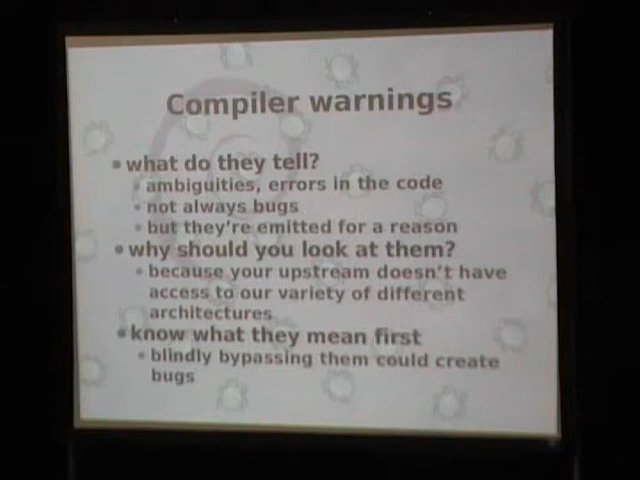 Compiler warnings
what do they tell?
ambiguities, errors in the code
not always bugs
but they're emitted for a reason
why should you look at them?
because your upstream doesn't have
access to our variety of different
architectures
know what they mean first
blindly bypassing them could create
bugs